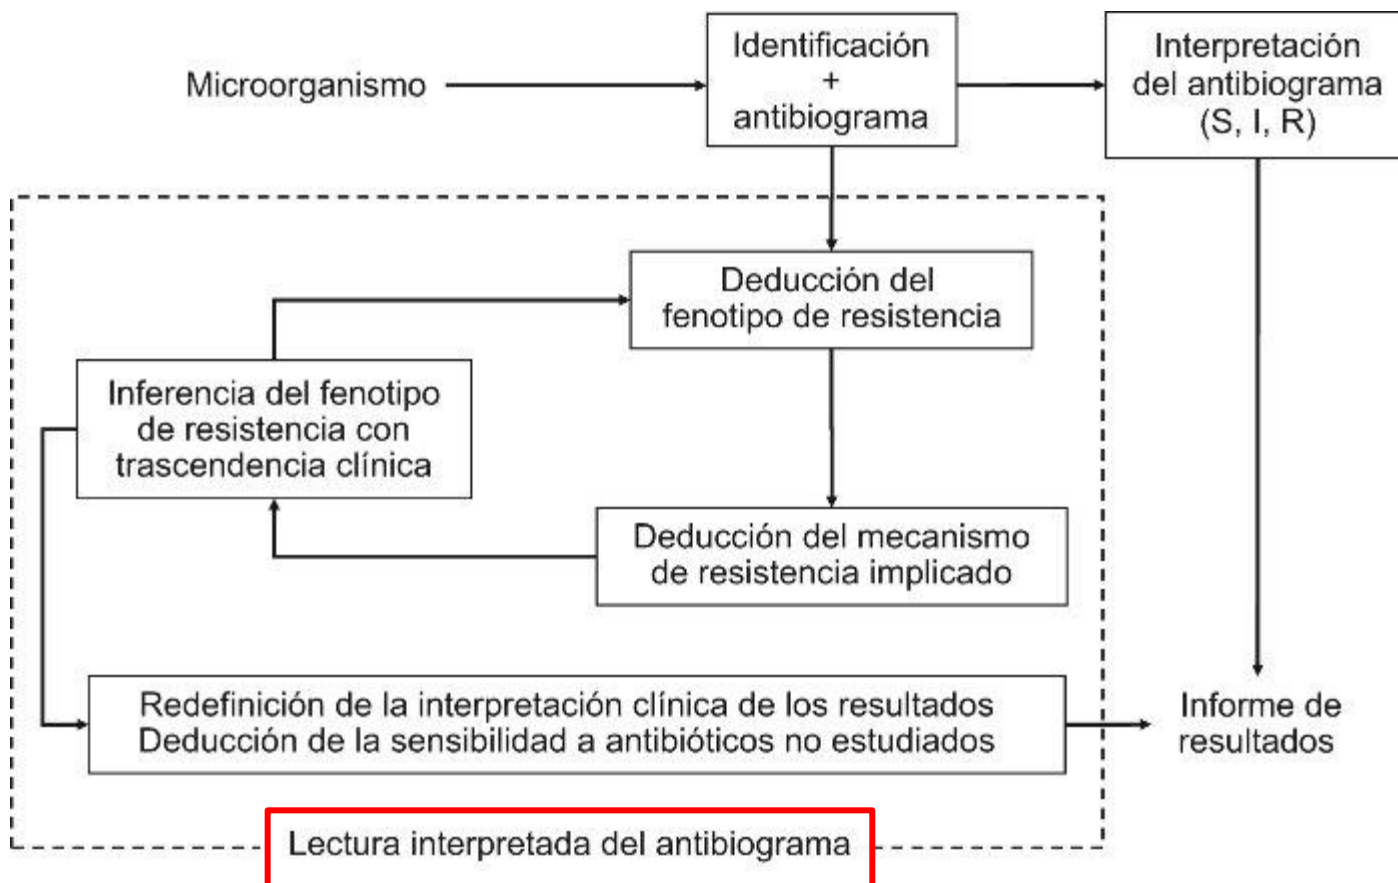 Microorganismo
Identificación
+
antibiograma
Interpretación
del antibiograma
(S, I, R)
Deducción del
fenotipo de resistencia
Inferencia del fenotipo
de resistencia con
trascendencia clínica
Deducción del mecanismo
de resistencia implicado
Redefinición de la interpretación clínica de los resultados
Deducción de la sensibilidad a antibióticos no estudiados
Informe de
resultados
Lectura interpretada del antibiograma